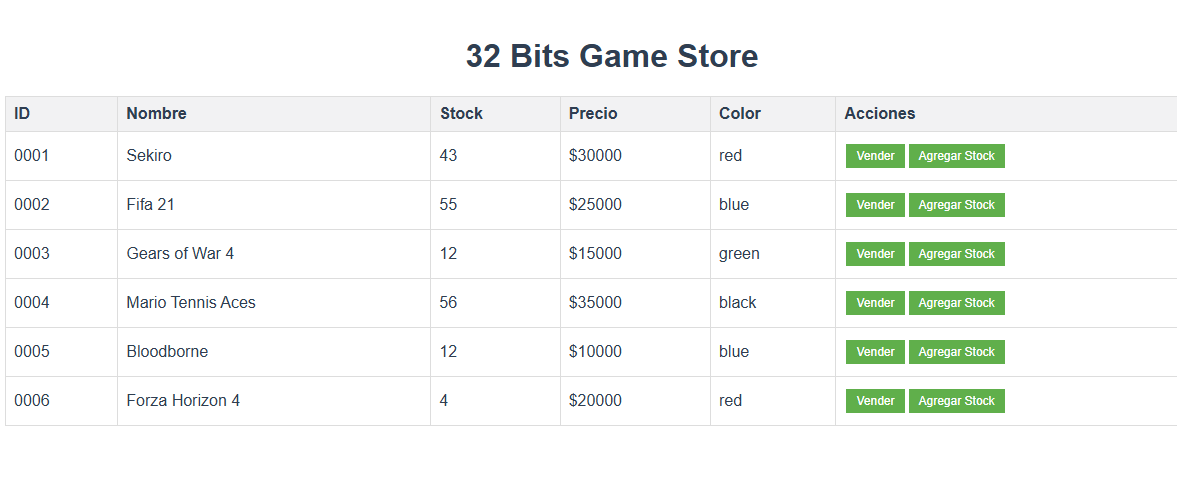 32 Bits Game Store
ID Nombre Stock Precio Color Acciones
0001 Sekiro 43 $30000 red Vender Agregar Stock
0002 Fifa 21 55 $25000 blue Vender Agregar Stock
0003 Gears of War 4 12 $15000 green Vender Agregar Stock
0004 Mario Tennis Aces 56 $35000 black Vender Agregar Stock
0005 Bloodborne 12 $10000 blue Vender Agregar Stock
0006 Forza Horizon 4 4 $20000 red Vender Agregar Stock